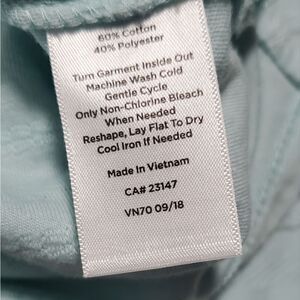 60% Cotton
40% Polyester
Turn Garment Inside Out
Machine Wash Cold
Gentle Cycle
Only Non-Chlorine Bleach
When Needed
Reshape, Lay Flat To Dry
Cool Iron If Needed
Made in Vietnam
CA# 23147
VN70 09/18